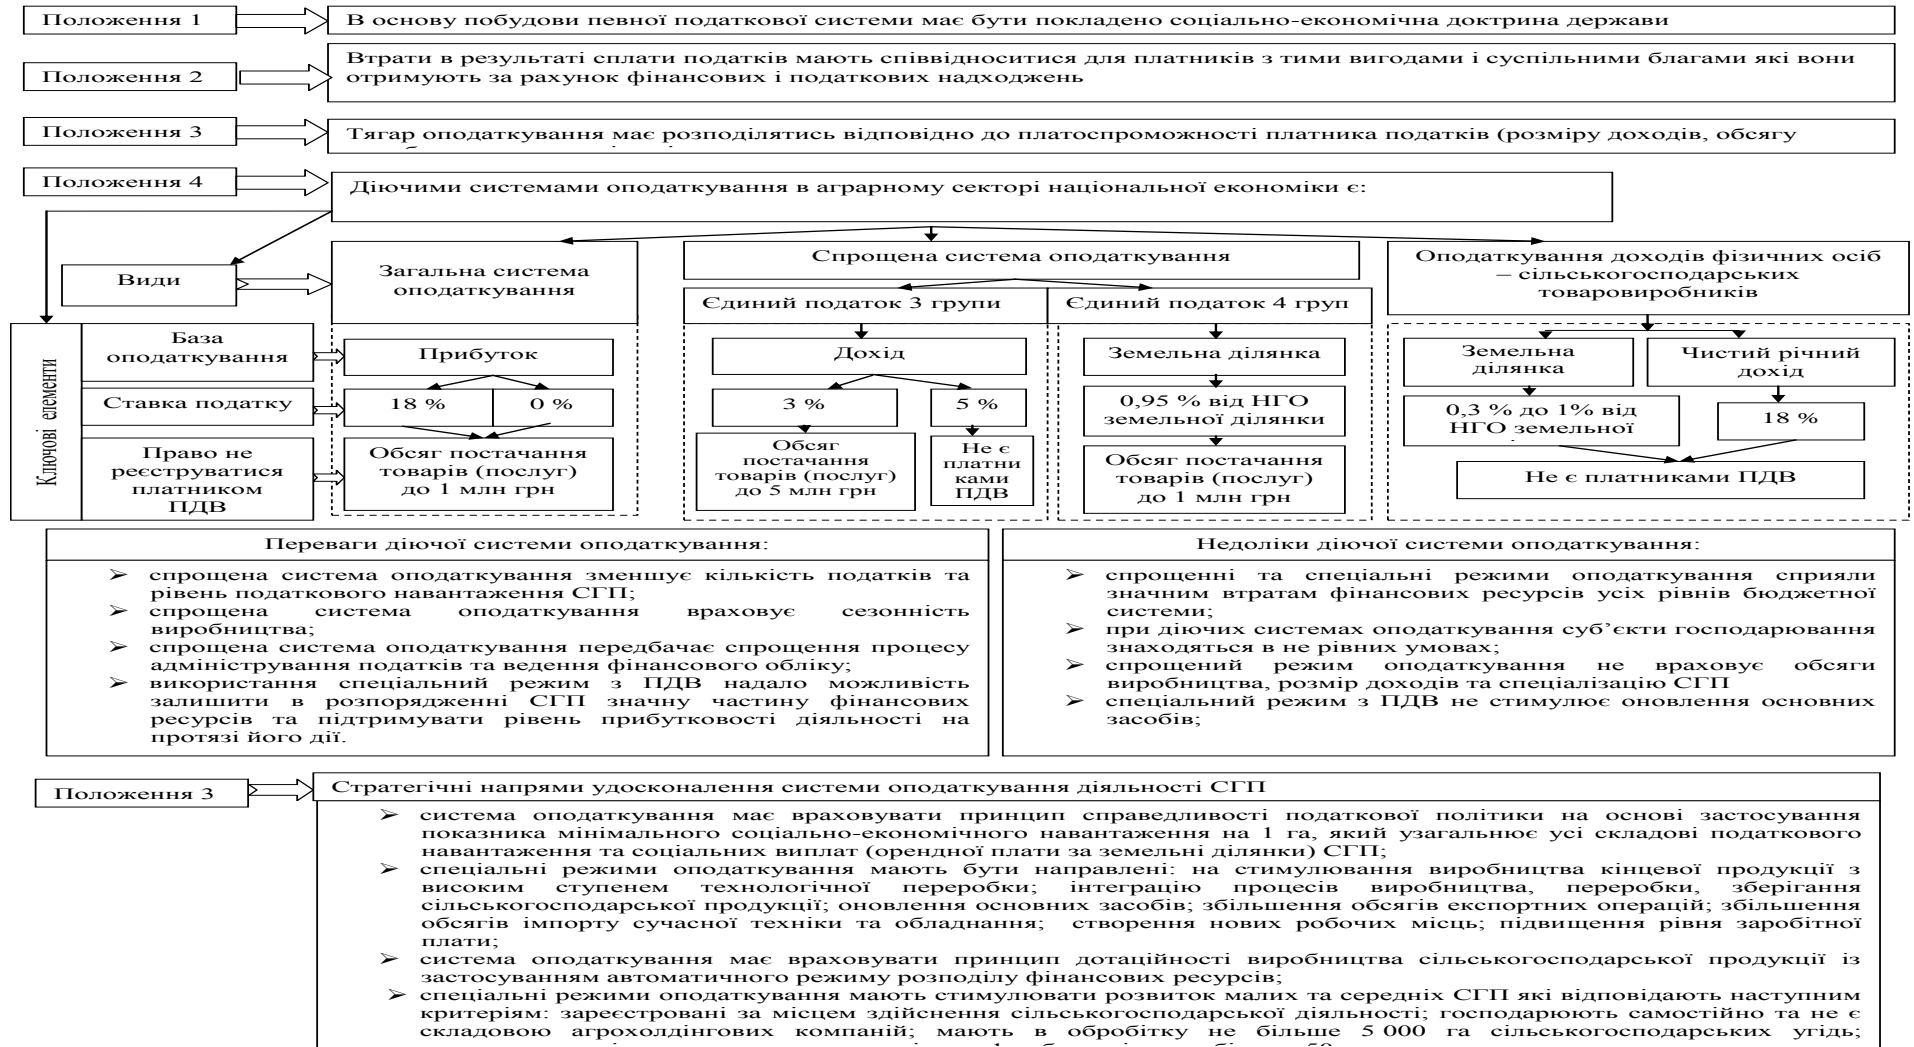 Положення 1
В основу побудови певної податкової системи має бути покладено соціально-економічна доктрина держави
Положення 2
Втрати в результаті сплати податків мають співвідноситися для платників з тими вигодами і суспільними благами які вони
отримують за рахунок фінансових і податкових надходжень
Положення 3
Тягар оподаткування має розподілятись відповідно до платоспроможності платника податків (розміру доходів, обсягу
Положення 4
Діючими системами оподаткування в аграрному секторі національної економіки є:
Види
Загальна система
оподаткування
Спрощена система оподаткування
Єдиний податок 3 групи
Єдиний податок 4 груп
Оподаткування доходів фізичних осіб
– сільськогосподарських
товаровиробників
Ключові елементи
База
оподаткування
Прибуток
Дохід
Земельна ділянка
Земельна
ділянка
Чистий річний
дохід
Ставка податку
18 %
0 %
3 %
5 %
0,95 % від НГО
земельної ділянки
0,3 % до 1% від
НГО земельної
18 %
Право не
реєструватися
платником
ПДВ
Обсяг постачання
товарів (послуг)
до 1 млн грн
Обсяг
постачання
товарів (послуг)
до 5 млн грн
Не є
платни
ками
ПДВ
Обсяг постачання
товарів (послуг)
до 1 млн грн
Не є платниками ПДВ
Переваги діючої системи оподаткування:
➢ спрощена система оподаткування зменшує кількість податків та
рівень податкового навантаження СГП;
➢ спрощена система оподаткування враховує сезонність
виробництва;
➢ спрощена система оподаткування передбачає спрощення процесу
адміністрування податків та ведення фінансового обліку;
➢ використання спеціальний режим з ПДВ надало можливість
залишити в розпорядженні СГП значну частину фінансових
ресурсів та підтримувати рівень прибутковості діяльності на
протязі його дії.
Недоліки діючої системи оподаткування:
➢ спрощенні та спеціальні режими оподаткування сприяли
значним втратам фінансових ресурсів усіх рівнів бюджетної
системи;
➢ при діючих системах оподаткування суб’єкти господарювання
знаходяться в не рівних умовах;
➢ спрощений режим оподаткування не враховує обсяги
виробництва, розмір доходів та спеціалізацію СГП
➢ спеціальний режим з ПДВ не стимулює оновлення основних
засобів;
Положення 3
Стратегічні напрями удосконалення системи оподаткування діяльності СГП
➢ система оподаткування має враховувати принцип справедливості податкової політики на основі застосування
показника мінімального соціально-економічного навантаження на 1 га, який узагальнює усі складові податкового
навантаження та соціальних виплат (орендної плати за земельні ділянки) СГП;
➢ спеціальні режими оподаткування мають бути направлені: на стимулювання виробництва кінцевої продукції з
високим ступенем технологічної переробки; інтеграцію процесів виробництва, переробки, зберігання
сільськогосподарської продукції; оновлення основних засобів; збільшення обсягів експортних операцій; збільшення
обсягів імпорту сучасної техніки та обладнання; створення нових робочих місць; підвищення рівня заробітної
плати;
➢ система оподаткування має враховувати принцип дотаційності виробництва сільськогосподарської продукції із
застосуванням автоматичного режиму розподілу фінансових ресурсів;
➢ спеціальні режими оподаткування мають стимулювати розвиток малих та середніх СГП які відповідають наступним
критеріям: зареєстровані за місцем здійснення сільськогосподарської діяльності; господарюють самостійно та не є
складовою агрохолдінгових компаній; мають в обробітку не більше 5 000 га сільськогосподарських угідь;